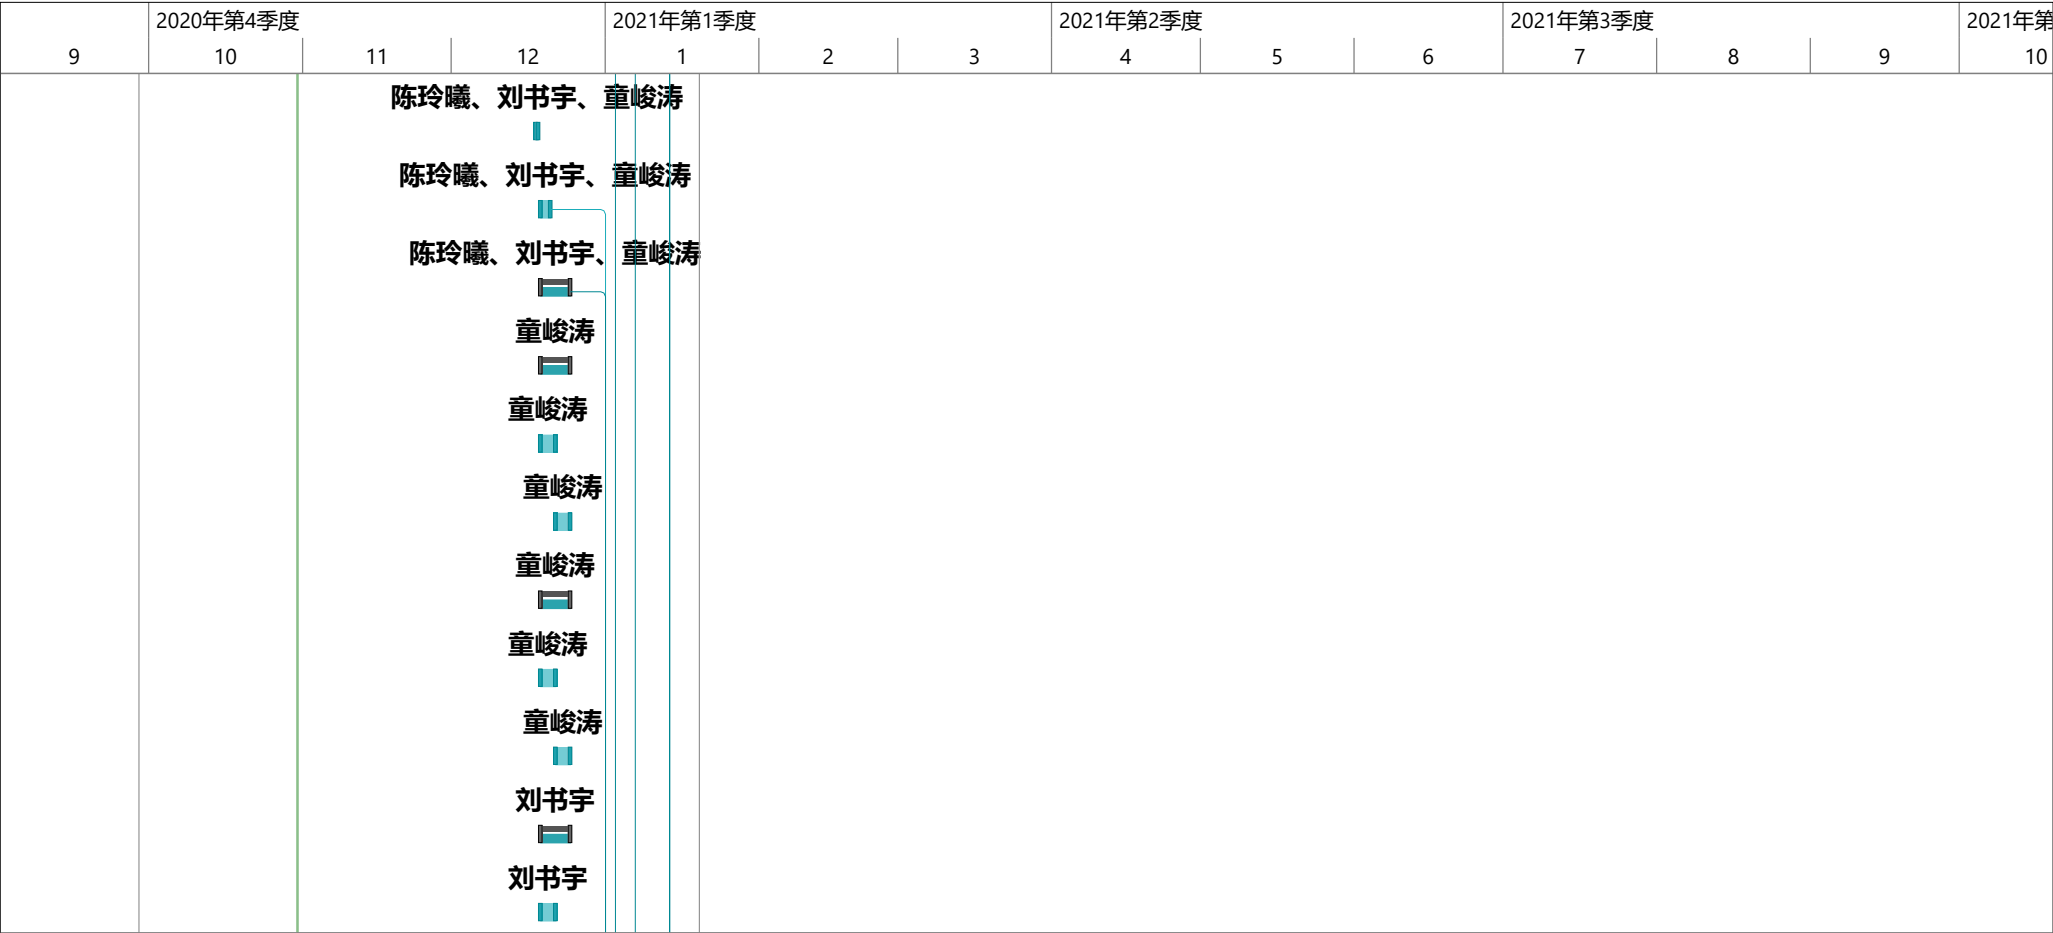 2020年第4季度 2021年第1季度 2021年第2季度 2021年第3季度 2021年第
9 10 11 12 1 2 3 4 5 6 7 8 9 10
陈玲曦、刘书宇、童峻涛
陈玲曦、刘书宇、童峻涛
陈玲曦、刘书宇、童峻涛
童峻涛
童峻涛
童峻涛
童峻涛
童峻涛
童峻涛
刘书宇
刘书宇